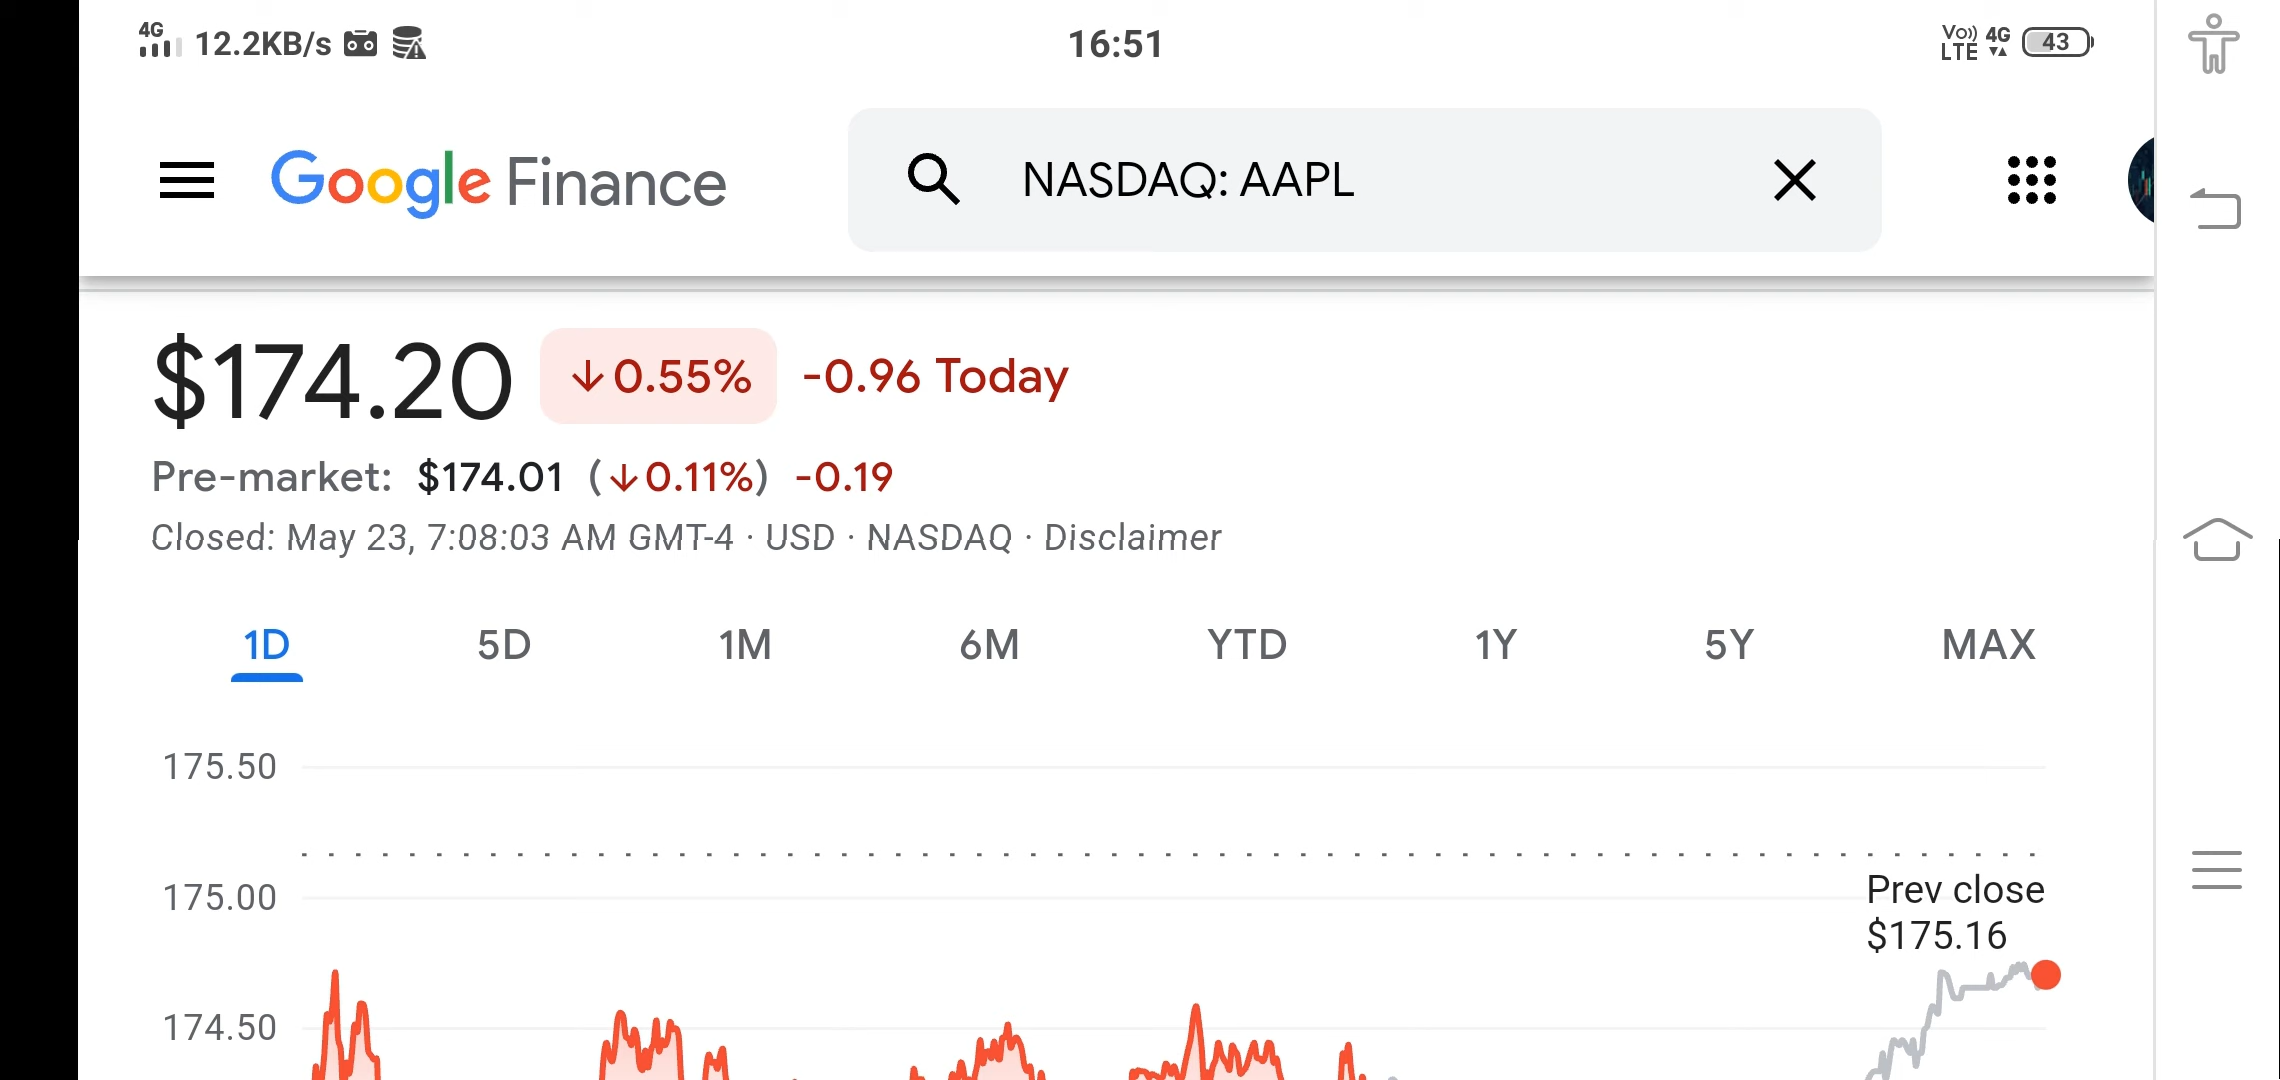 4G 12.2KB/s 16:51 Vo)) LTE 4G 43
Google Finance NASDAQ: AAPL
$174.20 ↓0.55% -0.96 Today
Pre-market: $174.01 (↓0.11%) -0.19
Closed: May 23, 7:08:03 AM GMT-4 · USD · NASDAQ · Disclaimer
1D 5D 1M 6M YTD 1Y 5Y MAX
175.50
175.00
Prev close
$175.16
174.50